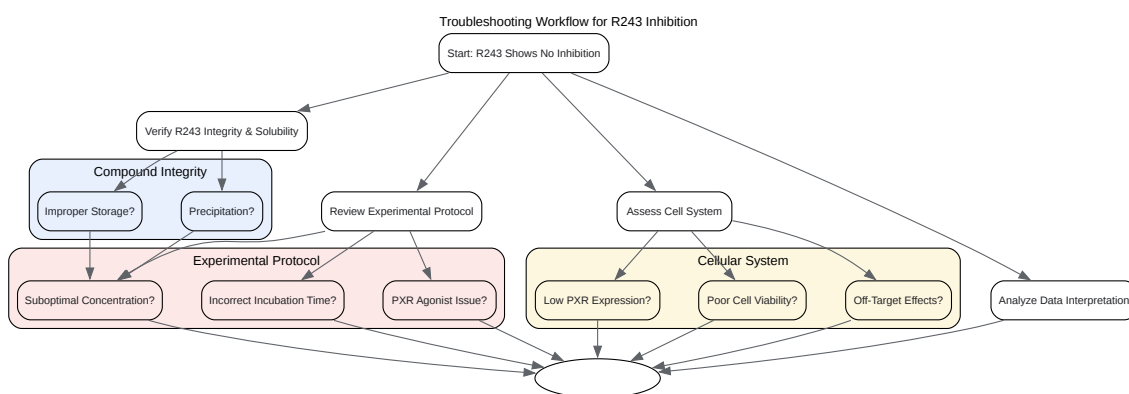 Troubleshooting Workflow for R243 Inhibition
Start: R243 Shows No Inhibition
Verify R243 Integrity & Solubility
Compound Integrity
Improper Storage?
Precipitation?
Review Experimental Protocol
Assess Cell System
Experimental Protocol
Suboptimal Concentration?
Incorrect Incubation Time?
PXR Agonist Issue?
Cellular System
Low PXR Expression?
Poor Cell Viability?
Off-Target Effects?
Analyze Data Interpretation